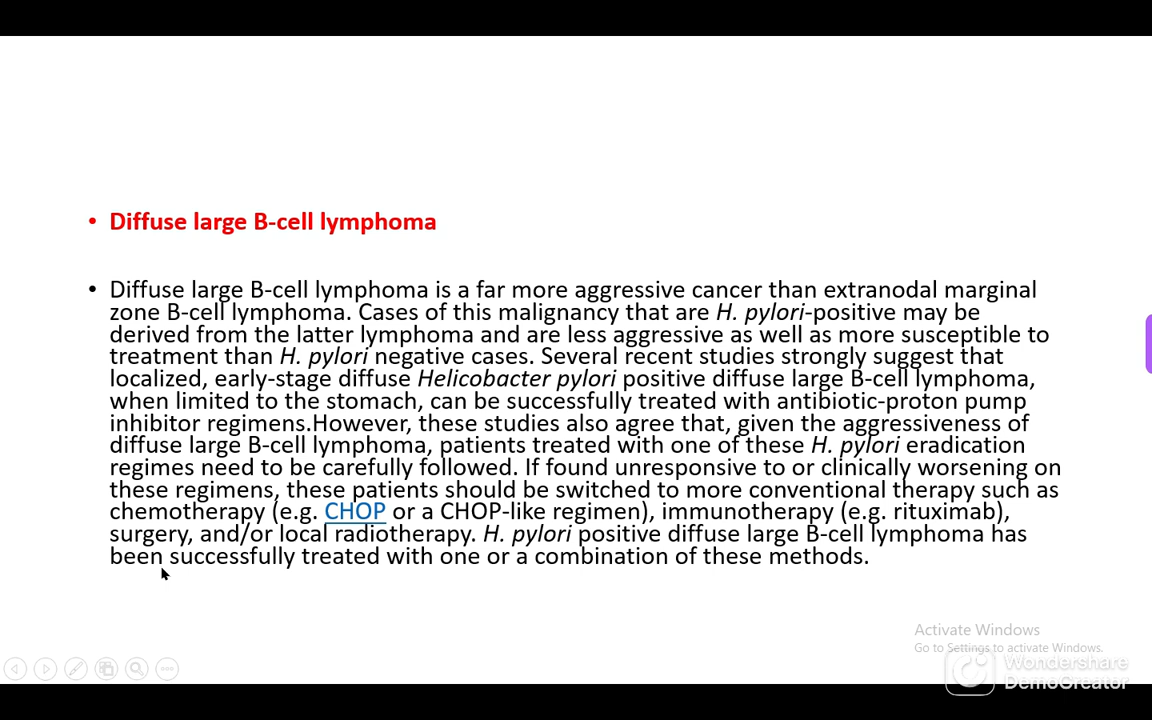 • Diffuse large B-cell lymphoma
• Diffuse large B-cell lymphoma is a far more aggressive cancer than extranodal marginal
zone B-cell lymphoma. Cases of this malignancy that are H. pylori-positive may be
derived from the latter lymphoma and are less aggressive as well as more susceptible to
treatment than H. pylori negative cases. Several recent studies strongly suggest that
localized, early-stage diffuse Helicobacter pylori positive diffuse large B-cell lymphoma,
when limited to the stomach, can be successfully treated with antibiotic-proton pump
inhibitor regimens.However, these studies also agree that, given the aggressiveness of
diffuse large B-cell lymphoma, patients treated with one of these H. pylori eradication
regimes need to be carefully followed. If found unresponsive to or clinically worsening on
these regimens, these patients should be switched to more conventional therapy such as
chemotherapy (e.g. CHOP or a CHOP-like regimen), immunotherapy (e.g. rituximab),
surgery, and/or local radiotherapy. H. pylori positive diffuse large B-cell lymphoma has
been successfully treated with one or a combination of these methods.
Activate Windows
Go to Settings to activate Windows.
Wondershare
DemoCreator